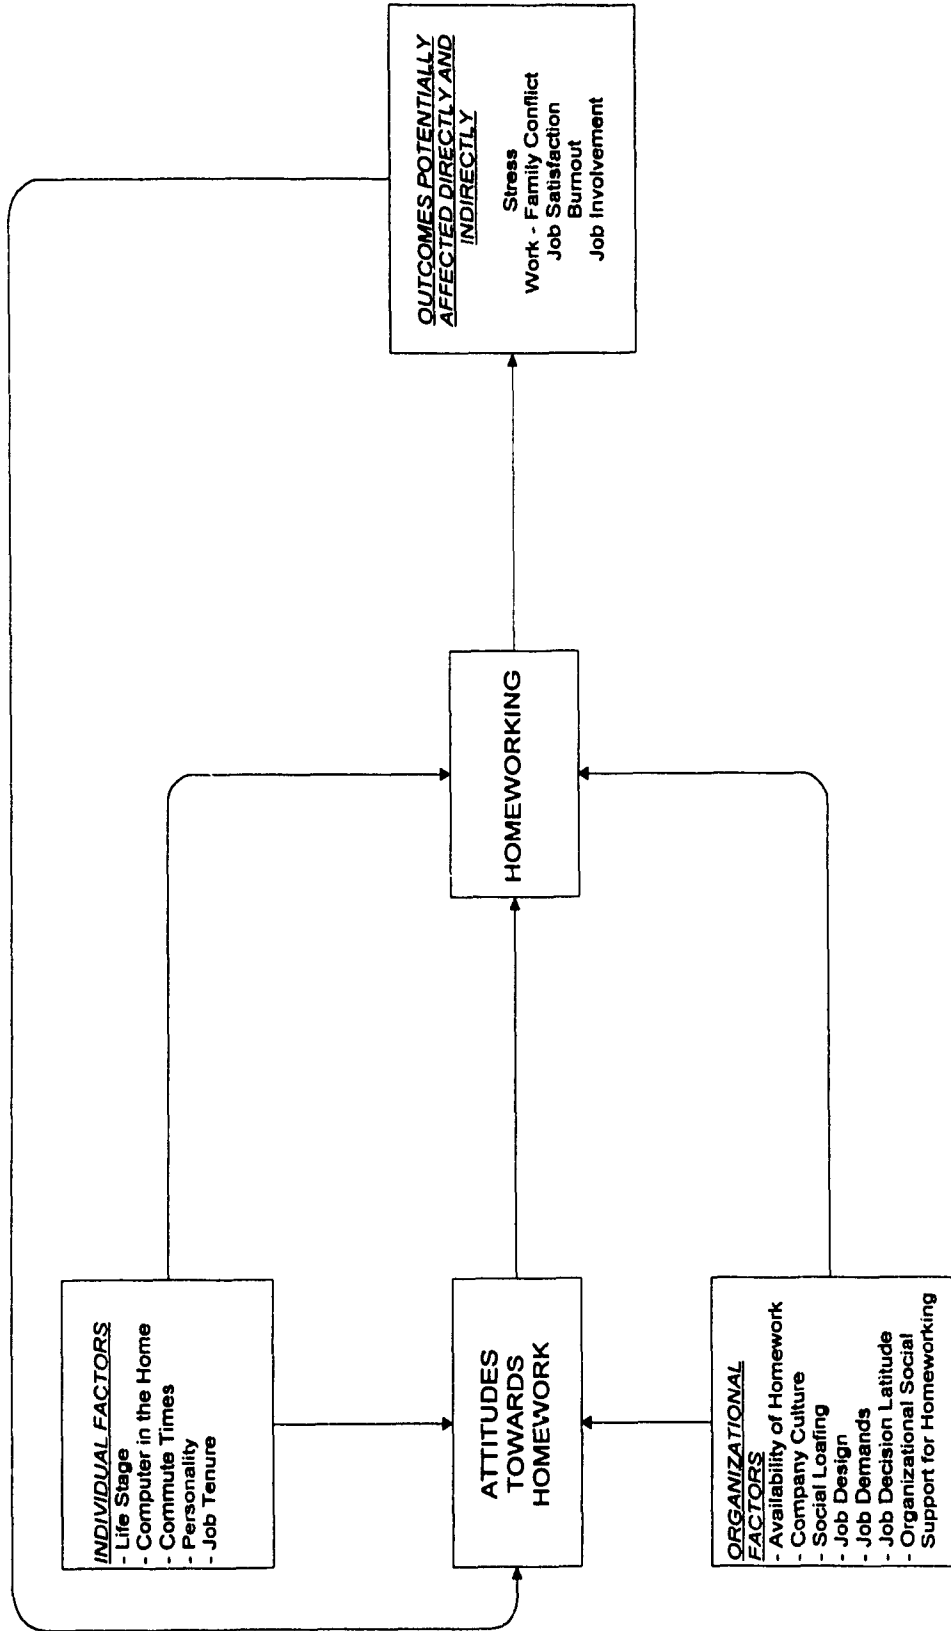 INDIVIDUAL FACTORS
- Life Stage
- Computer in the Home
- Commute Times
- Personality
- Job Tenure
ATTITUDES
TOWARDS
HOMEWORK
ORGANIZATIONAL
FACTORS
- Availability of Homework
- Company Culture
- Social Loafing
- Job Design
- Job Demands
- Job Decision Latitude
- Organizational Social
Support for Homeworking
HOMEWORKING
OUTCOMES POTENTIALLY
AFFECTED DIRECTLY AND
INDIRECTLY
Stress
Work - Family Conflict
Job Satisfaction
Burnout
Job Involvement